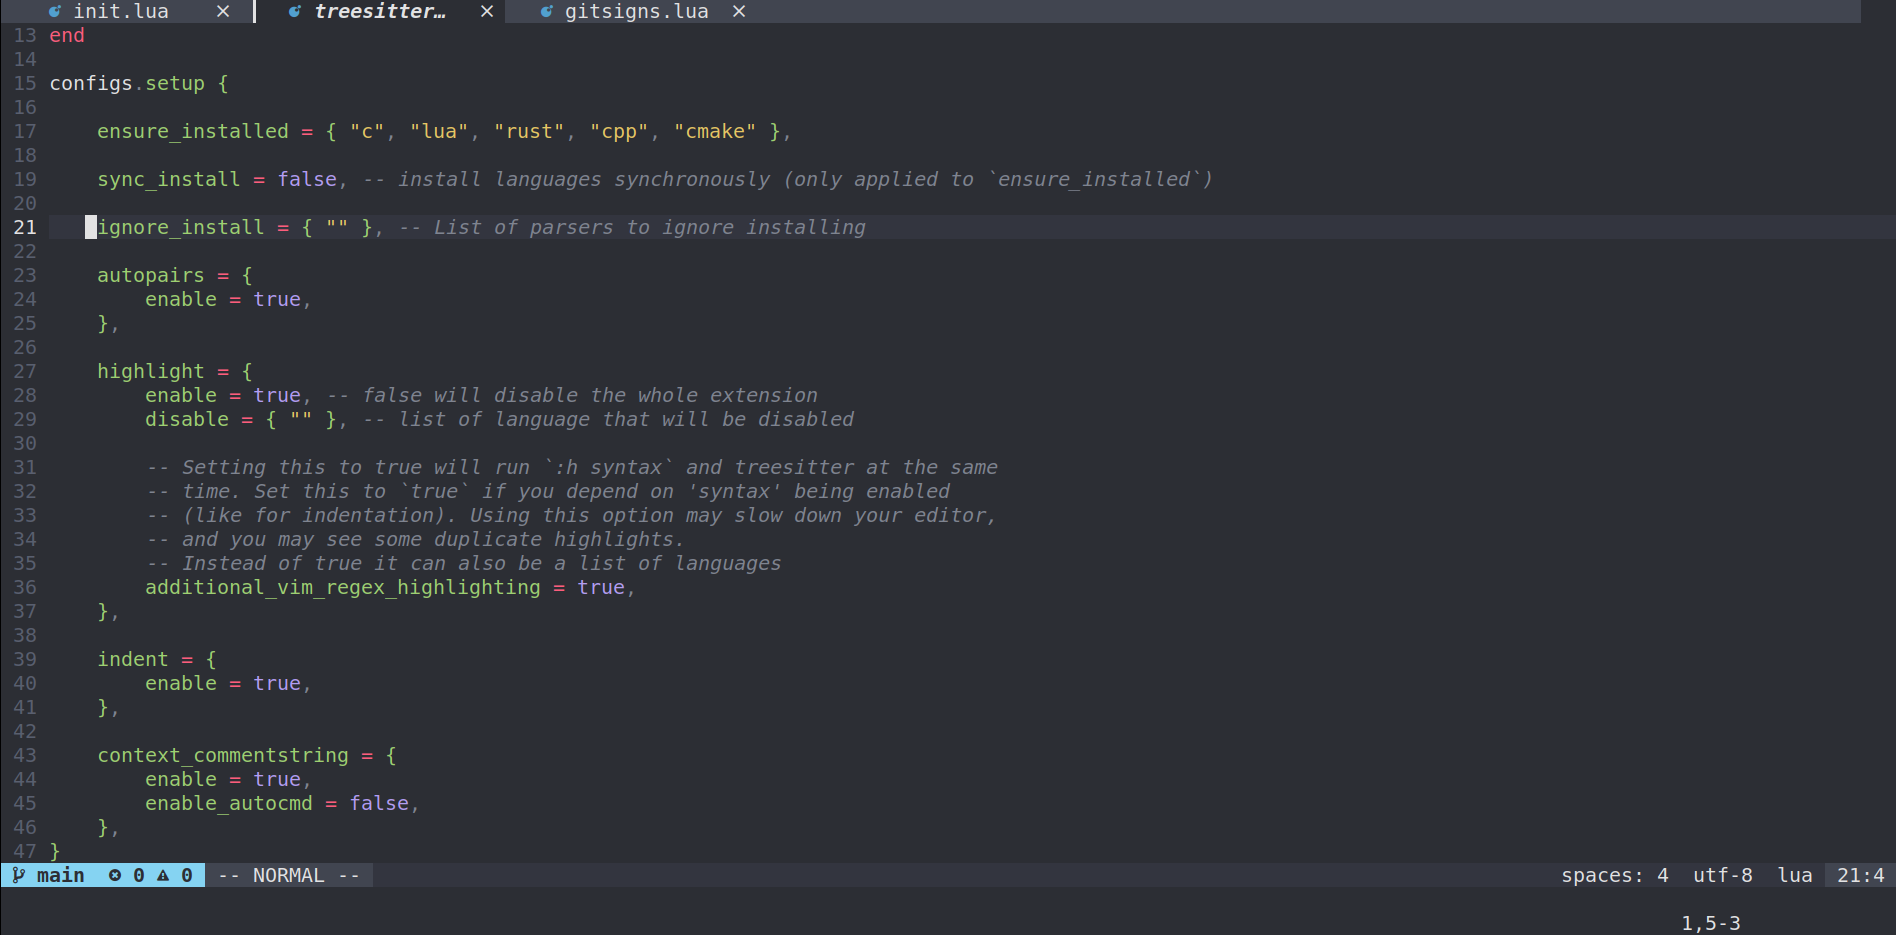 init.lua × treesitter… × gitsigns.lua ×
13 end
14
15 configs.setup {
16
17     ensure_installed = { "c", "lua", "rust", "cpp", "cmake" },
18
19     sync_install = false, -- install languages synchronously (only applied to `ensure_installed`)
20
21     ignore_install = { "" }, -- List of parsers to ignore installing
22
23     autopairs = {
24         enable = true,
25     },
26
27     highlight = {
28         enable = true, -- false will disable the whole extension
29         disable = { "" }, -- list of language that will be disabled
30
31         -- Setting this to true will run `:h syntax` and treesitter at the same
32         -- time. Set this to `true` if you depend on 'syntax' being enabled
33         -- (like for indentation). Using this option may slow down your editor,
34         -- and you may see some duplicate highlights.
35         -- Instead of true it can also be a list of languages
36         additional_vim_regex_highlighting = true,
37     },
38
39     indent = {
40         enable = true,
41     },
42
43     context_commentstring = {
44         enable = true,
45         enable_autocmd = false,
46     },
47 }
main 0 0 -- NORMAL -- spaces: 4 utf-8 lua 21:4
1,5-3